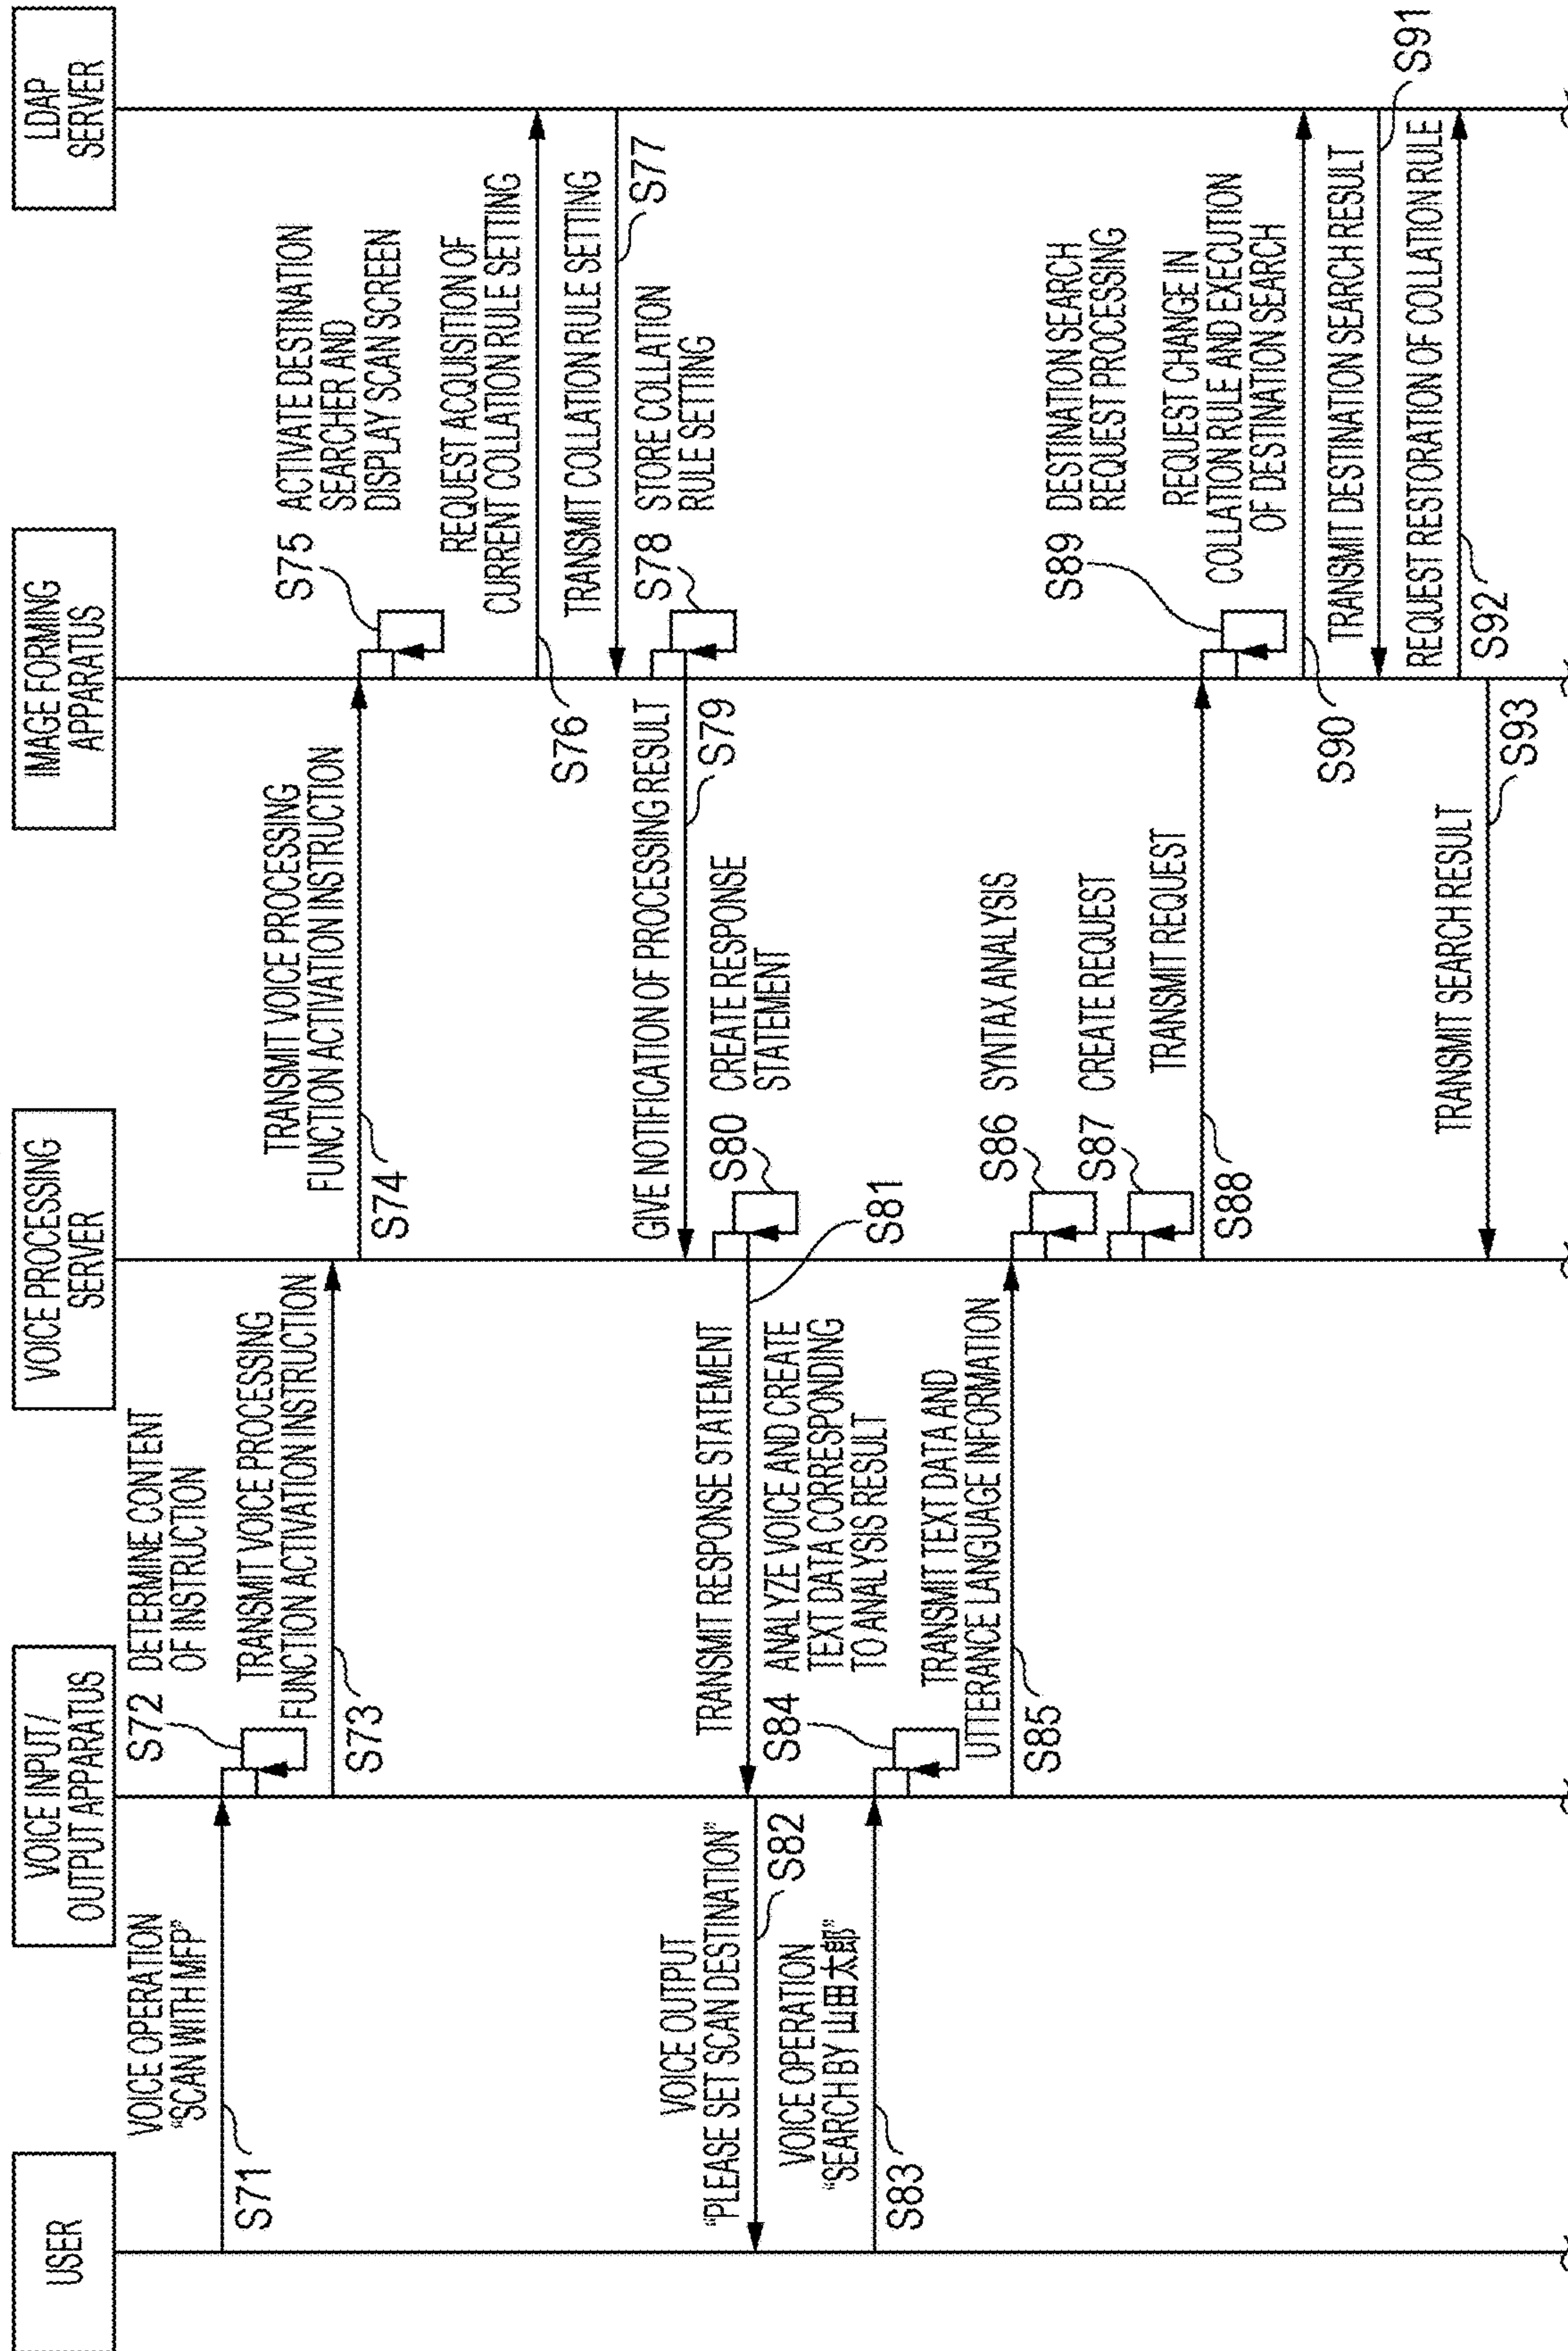 USER
VOICE INPUT/
OUTPUT APPARATUS
VOICE PROCESSING
SERVER
IMAGE FORMING
APPARATUS
LDAP
SERVER
VOICE OPERATION
“SCAN WITH MFP”
S71
S72
DETERMINE CONTENT
OF INSTRUCTION
TRANSMIT VOICE PROCESSING
FUNCTION ACTIVATION INSTRUCTION
S73
TRANSMIT VOICE PROCESSING
FUNCTION ACTIVATION INSTRUCTION
S74
S75
ACTIVATE DESTINATION
SEARCHER AND
DISPLAY SCAN SCREEN
REQUEST ACQUISITION OF
CURRENT COLLATION RULE SETTING
S76
TRANSMIT COLLATION RULE SETTING
S77
S78
STORE COLLATION
RULE SETTING
GIVE NOTIFICATION OF PROCESSING RESULT
S79
S80
CREATE RESPONSE
STATEMENT
TRANSMIT RESPONSE STATEMENT
S81
VOICE OUTPUT
“PLEASE SET SCAN DESTINATION”
S82
VOICE OPERATION
“SEARCH BY 山田太郎”
S83
S84
ANALYZE VOICE AND CREATE
TEXT DATA CORRESPONDING
TO ANALYSIS RESULT
TRANSMIT TEXT DATA AND
UTTERANCE LANGUAGE INFORMATION
S85
S86
SYNTAX ANALYSIS
S87
CREATE REQUEST
TRANSMIT REQUEST
S88
S89
DESTINATION SEARCH
REQUEST PROCESSING
REQUEST CHANGE IN
COLLATION RULE AND EXECUTION
OF DESTINATION SEARCH
S90
TRANSMIT DESTINATION SEARCH RESULT
S91
REQUEST RESTORATION OF COLLATION RULE
S92
TRANSMIT SEARCH RESULT
S93